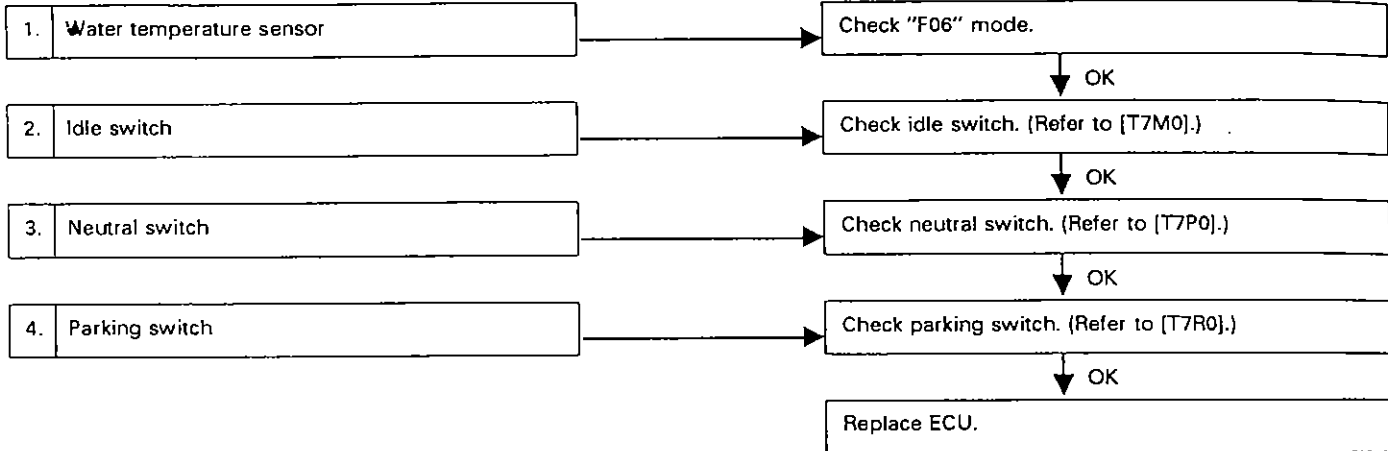 1. Water temperature sensor
Check "F06" mode.
OK
2. Idle switch
Check idle switch. (Refer to [T7M0].)
OK
3. Neutral switch
Check neutral switch. (Refer to [T7P0].)
OK
4. Parking switch
Check parking switch. (Refer to [T7R0].)
OK
Replace ECU.